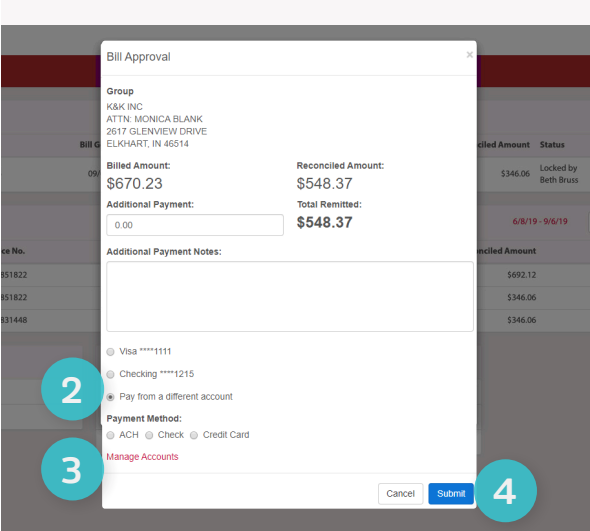 Bill Approval ×
Group
K&K INC
ATTN: MONICA BLANK
2617 GLENVIEW DRIVE
ELKHART, IN 46514
Bill G
ciled Amount Status
09/
$346.06 Locked by
Beth Bruss
Billed Amount: Reconciled Amount:
$670.23 $548.37
Additional Payment: Total Remitted:
0.00 $548.37
6/8/19 - 9/6/19
ce No.
Additional Payment Notes:
nciled Amount
851822 $692.12
851822 $346.06
831448 $346.06
Visa ****1111
Checking ****1215
2 Pay from a different account
Payment Method:
ACH Check Credit Card
3 Manage Accounts
Cancel Submit 4